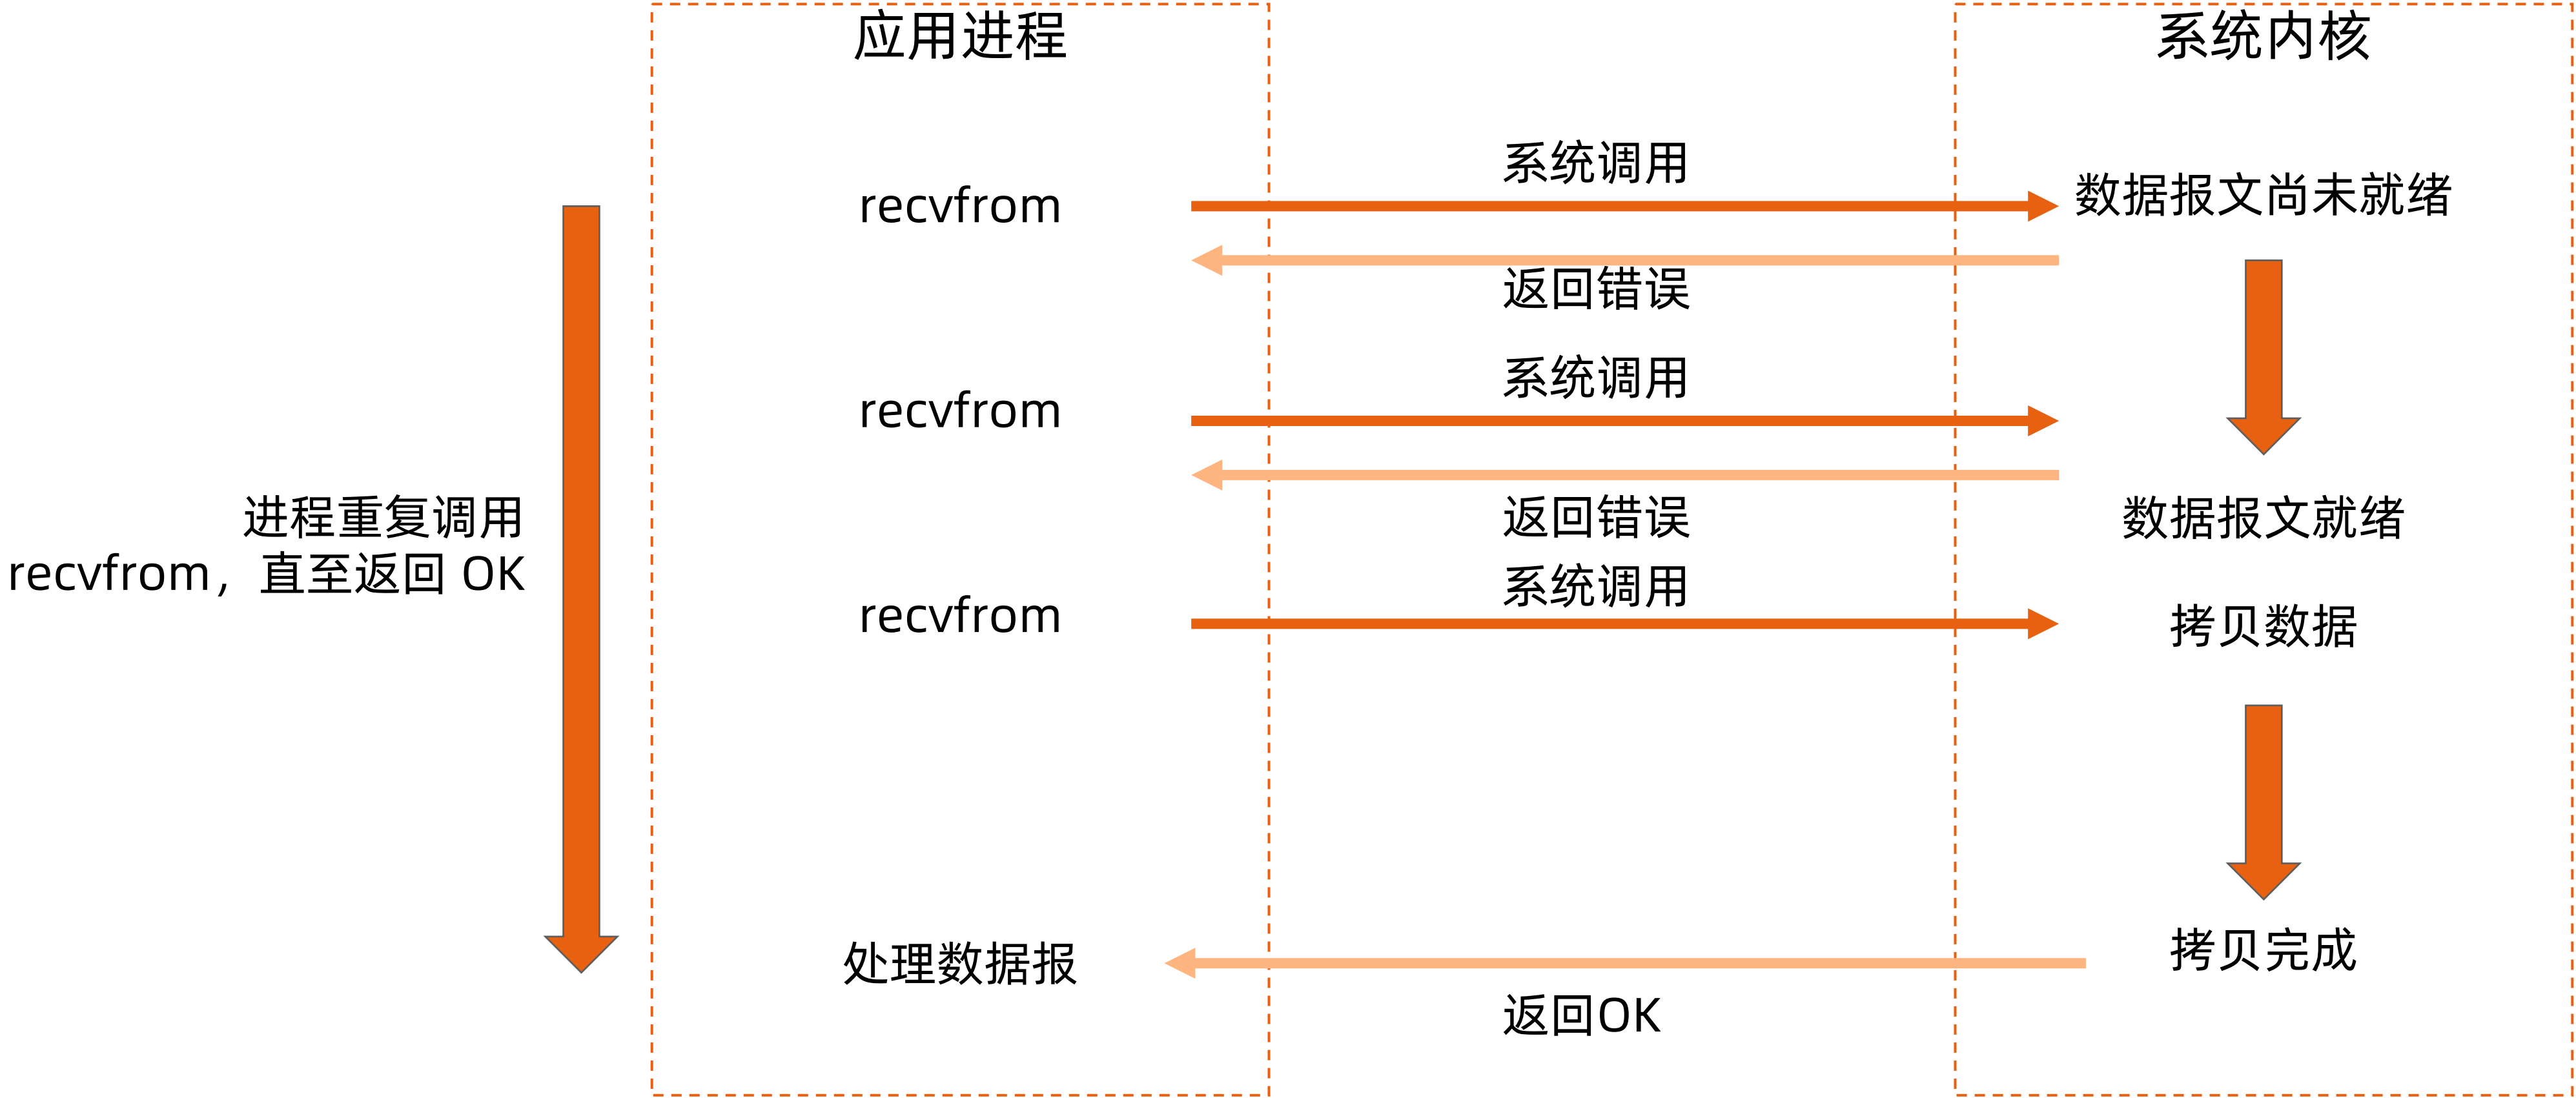 应用进程
系统内核
系统调用
recvfrom
数据报文尚未就绪
返回错误
系统调用
recvfrom
进程重复调用
recvfrom，直至返回 OK
返回错误
数据报文就绪
系统调用
recvfrom
拷贝数据
处理数据报
拷贝完成
返回OK